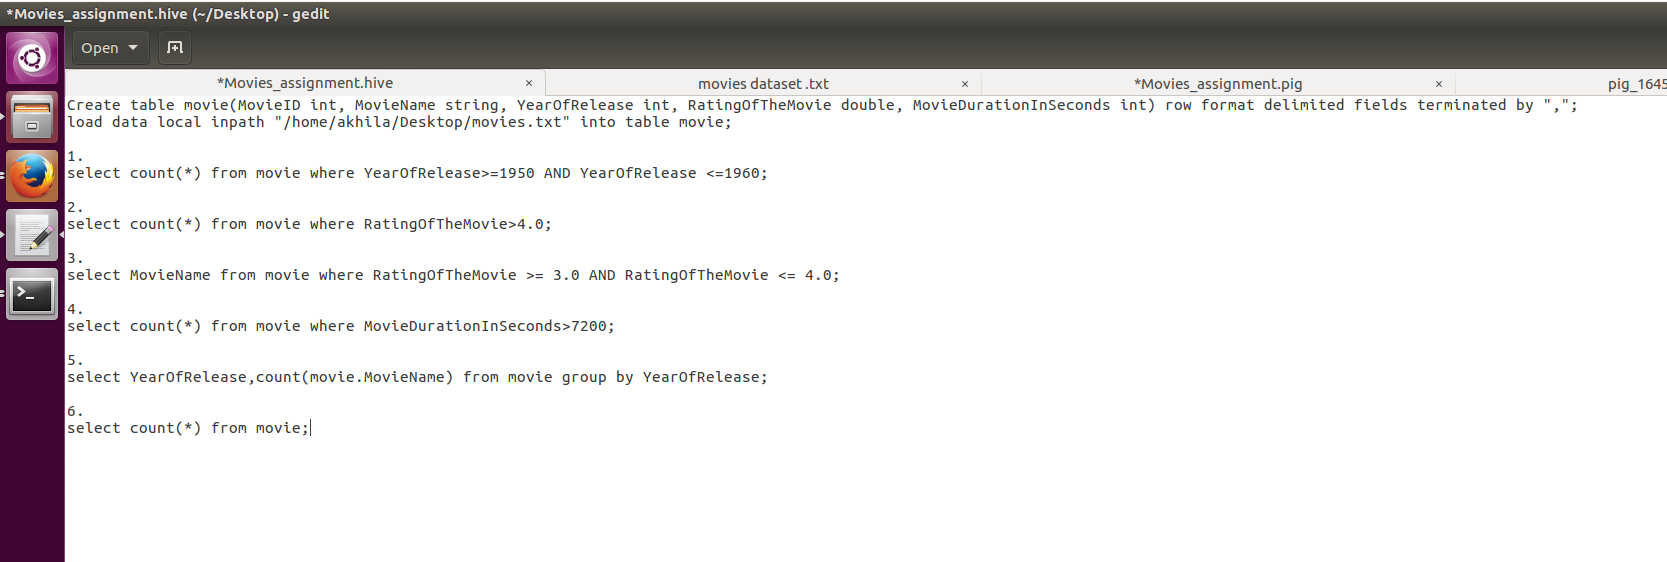 *Movies_assignment.hive (~/Desktop) - gedit
Open
*Movies_assignment.hive × movies dataset .txt × *Movies_assignment.pig × pig_1645
Create table movie(MovieID int, MovieName string, YearOfRelease int, RatingOfTheMovie double, MovieDurationInSeconds int) row format delimited fields terminated by ",";
load data local inpath "/home/akhila/Desktop/movies.txt" into table movie;
1.
select count(*) from movie where YearOfRelease>=1950 AND YearOfRelease <=1960;
2.
select count(*) from movie where RatingOfTheMovie>4.0;
3.
select MovieName from movie where RatingOfTheMovie >= 3.0 AND RatingOfTheMovie <= 4.0;
4.
select count(*) from movie where MovieDurationInSeconds>7200;
5.
select YearOfRelease,count(movie.MovieName) from movie group by YearOfRelease;
6.
select count(*) from movie;